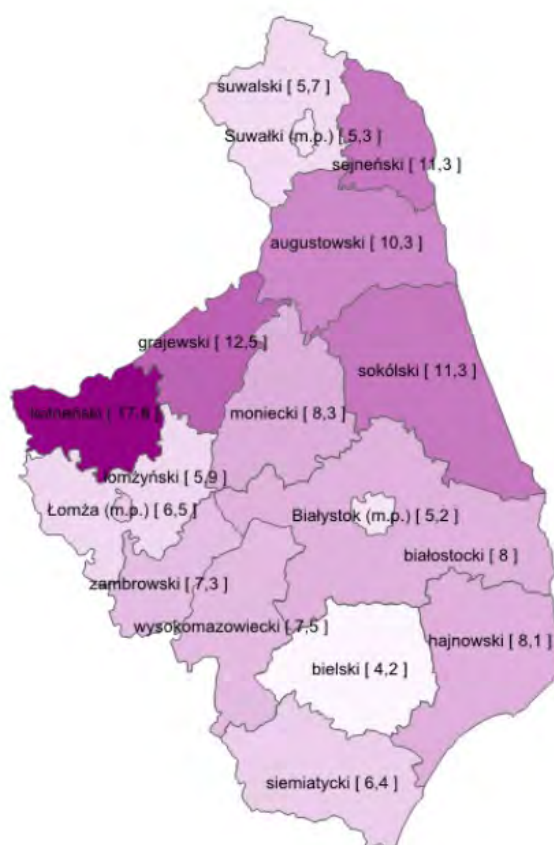 suwalski [ 5,7 ]
Suwałki (m.p.) [ 5,3 ]
sejneński [ 11,3 ]
augustowski [ 10,3 ]
grajewski [ 12,5 ]
sokólski [ 11,3 ]
moniecki [ 8,3 ]
łomżyński [ 5,9 ]
Łomża (m.p.) [ 6,5 ]
Białystok (m.p.) [ 5,2 ]
białostocki [ 8 ]
zambrowski [ 7,3 ]
wysokomazowiecki [ 7,5 ]
hajnowski [ 8,1 ]
bielski [ 4,2 ]
siemiatycki [ 6,4 ]